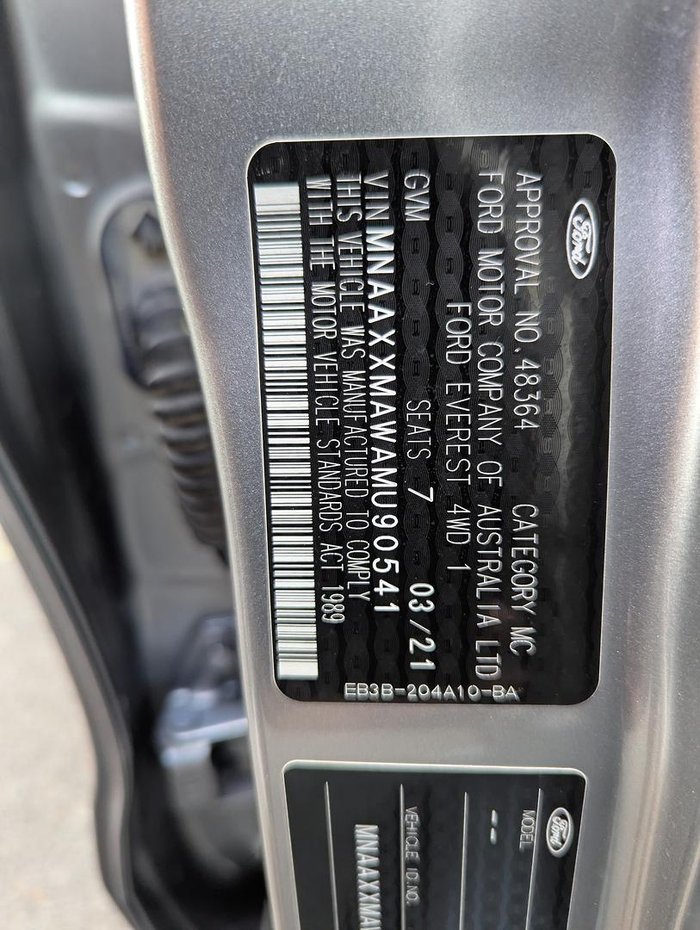 Ford
APPROVAL NO. 48364 CATEGORY MC
FORD MOTOR COMPANY OF AUSTRALIA LTD
FORD EVEREST 4WD 1
GVM SEATS 7 03/21
VIN MNAAXXMAWAMU90541
THIS VEHICLE WAS MANUFACTURED TO COMPLY
WITH THE MOTOR VEHICLE STANDARDS ACT 1989
EB3B-204A10-BA
Ford
MODEL
--
VEHICLE ID.NO.
MNAAXXMAW